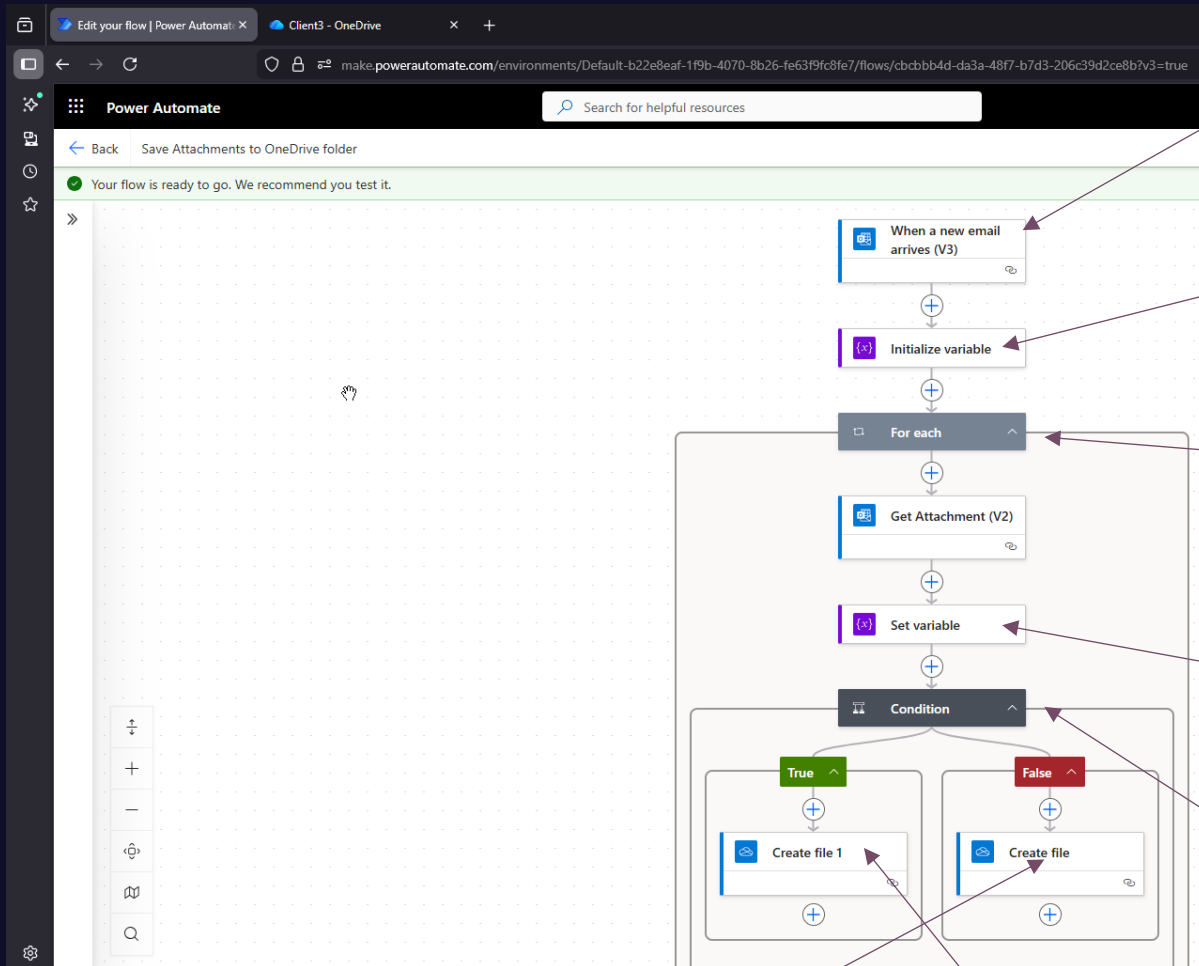 Edit your flow | Power Automat
Client3 - OneDrive
make.powerautomate.com/environments/Default-b22e8eaf-1f9b-4070-8b26-fe63f9fc8fe7/flows/cbcbbb4d-da3a-48f7-b7d3-206c39d2ce8b?v3=true
Power Automate
Search for helpful resources
Back
Save Attachments to OneDrive folder
Your flow is ready to go. We recommend you test it.
When a new email
arrives (V3)
{x} Initialize variable
For each
Get Attachment (V2)
{x} Set variable
Condition
True
False
Create file 1
Create file